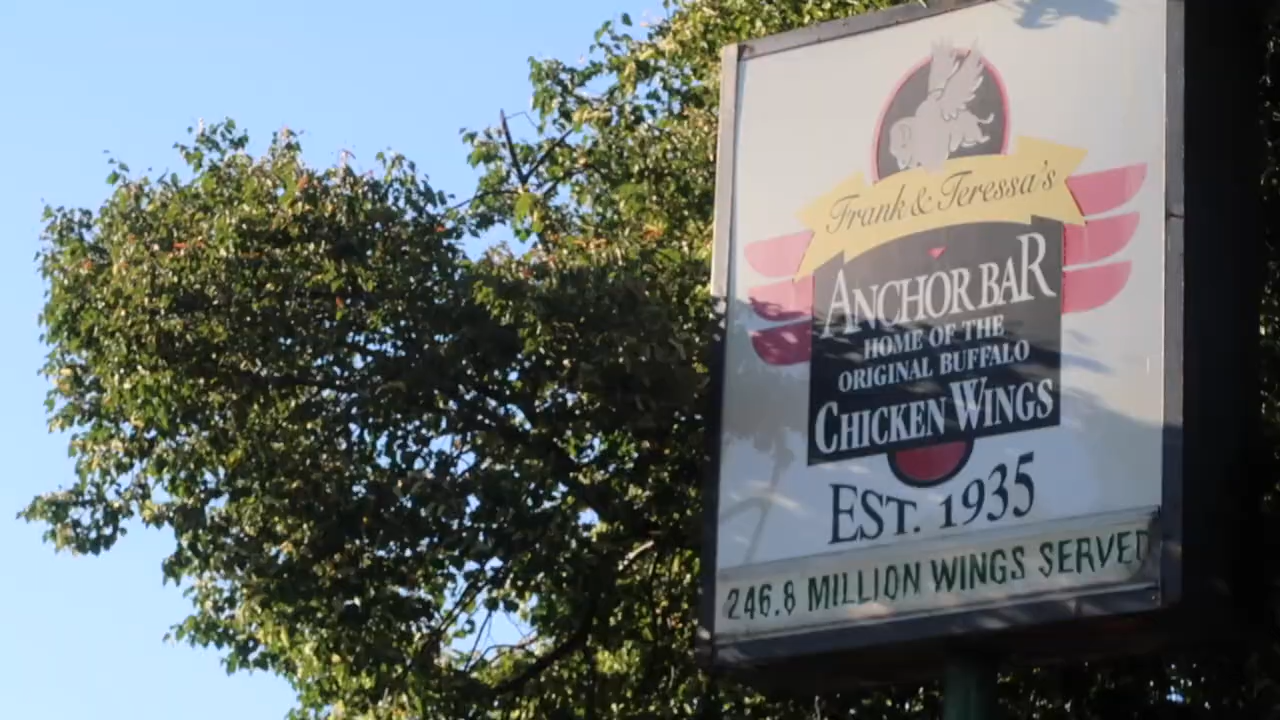 Frank & Teressa's
ANCHOR BAR
HOME OF THE
ORIGINAL BUFFALO
CHICKEN WINGS
EST. 1935
246.8 MILLION WINGS SERVED